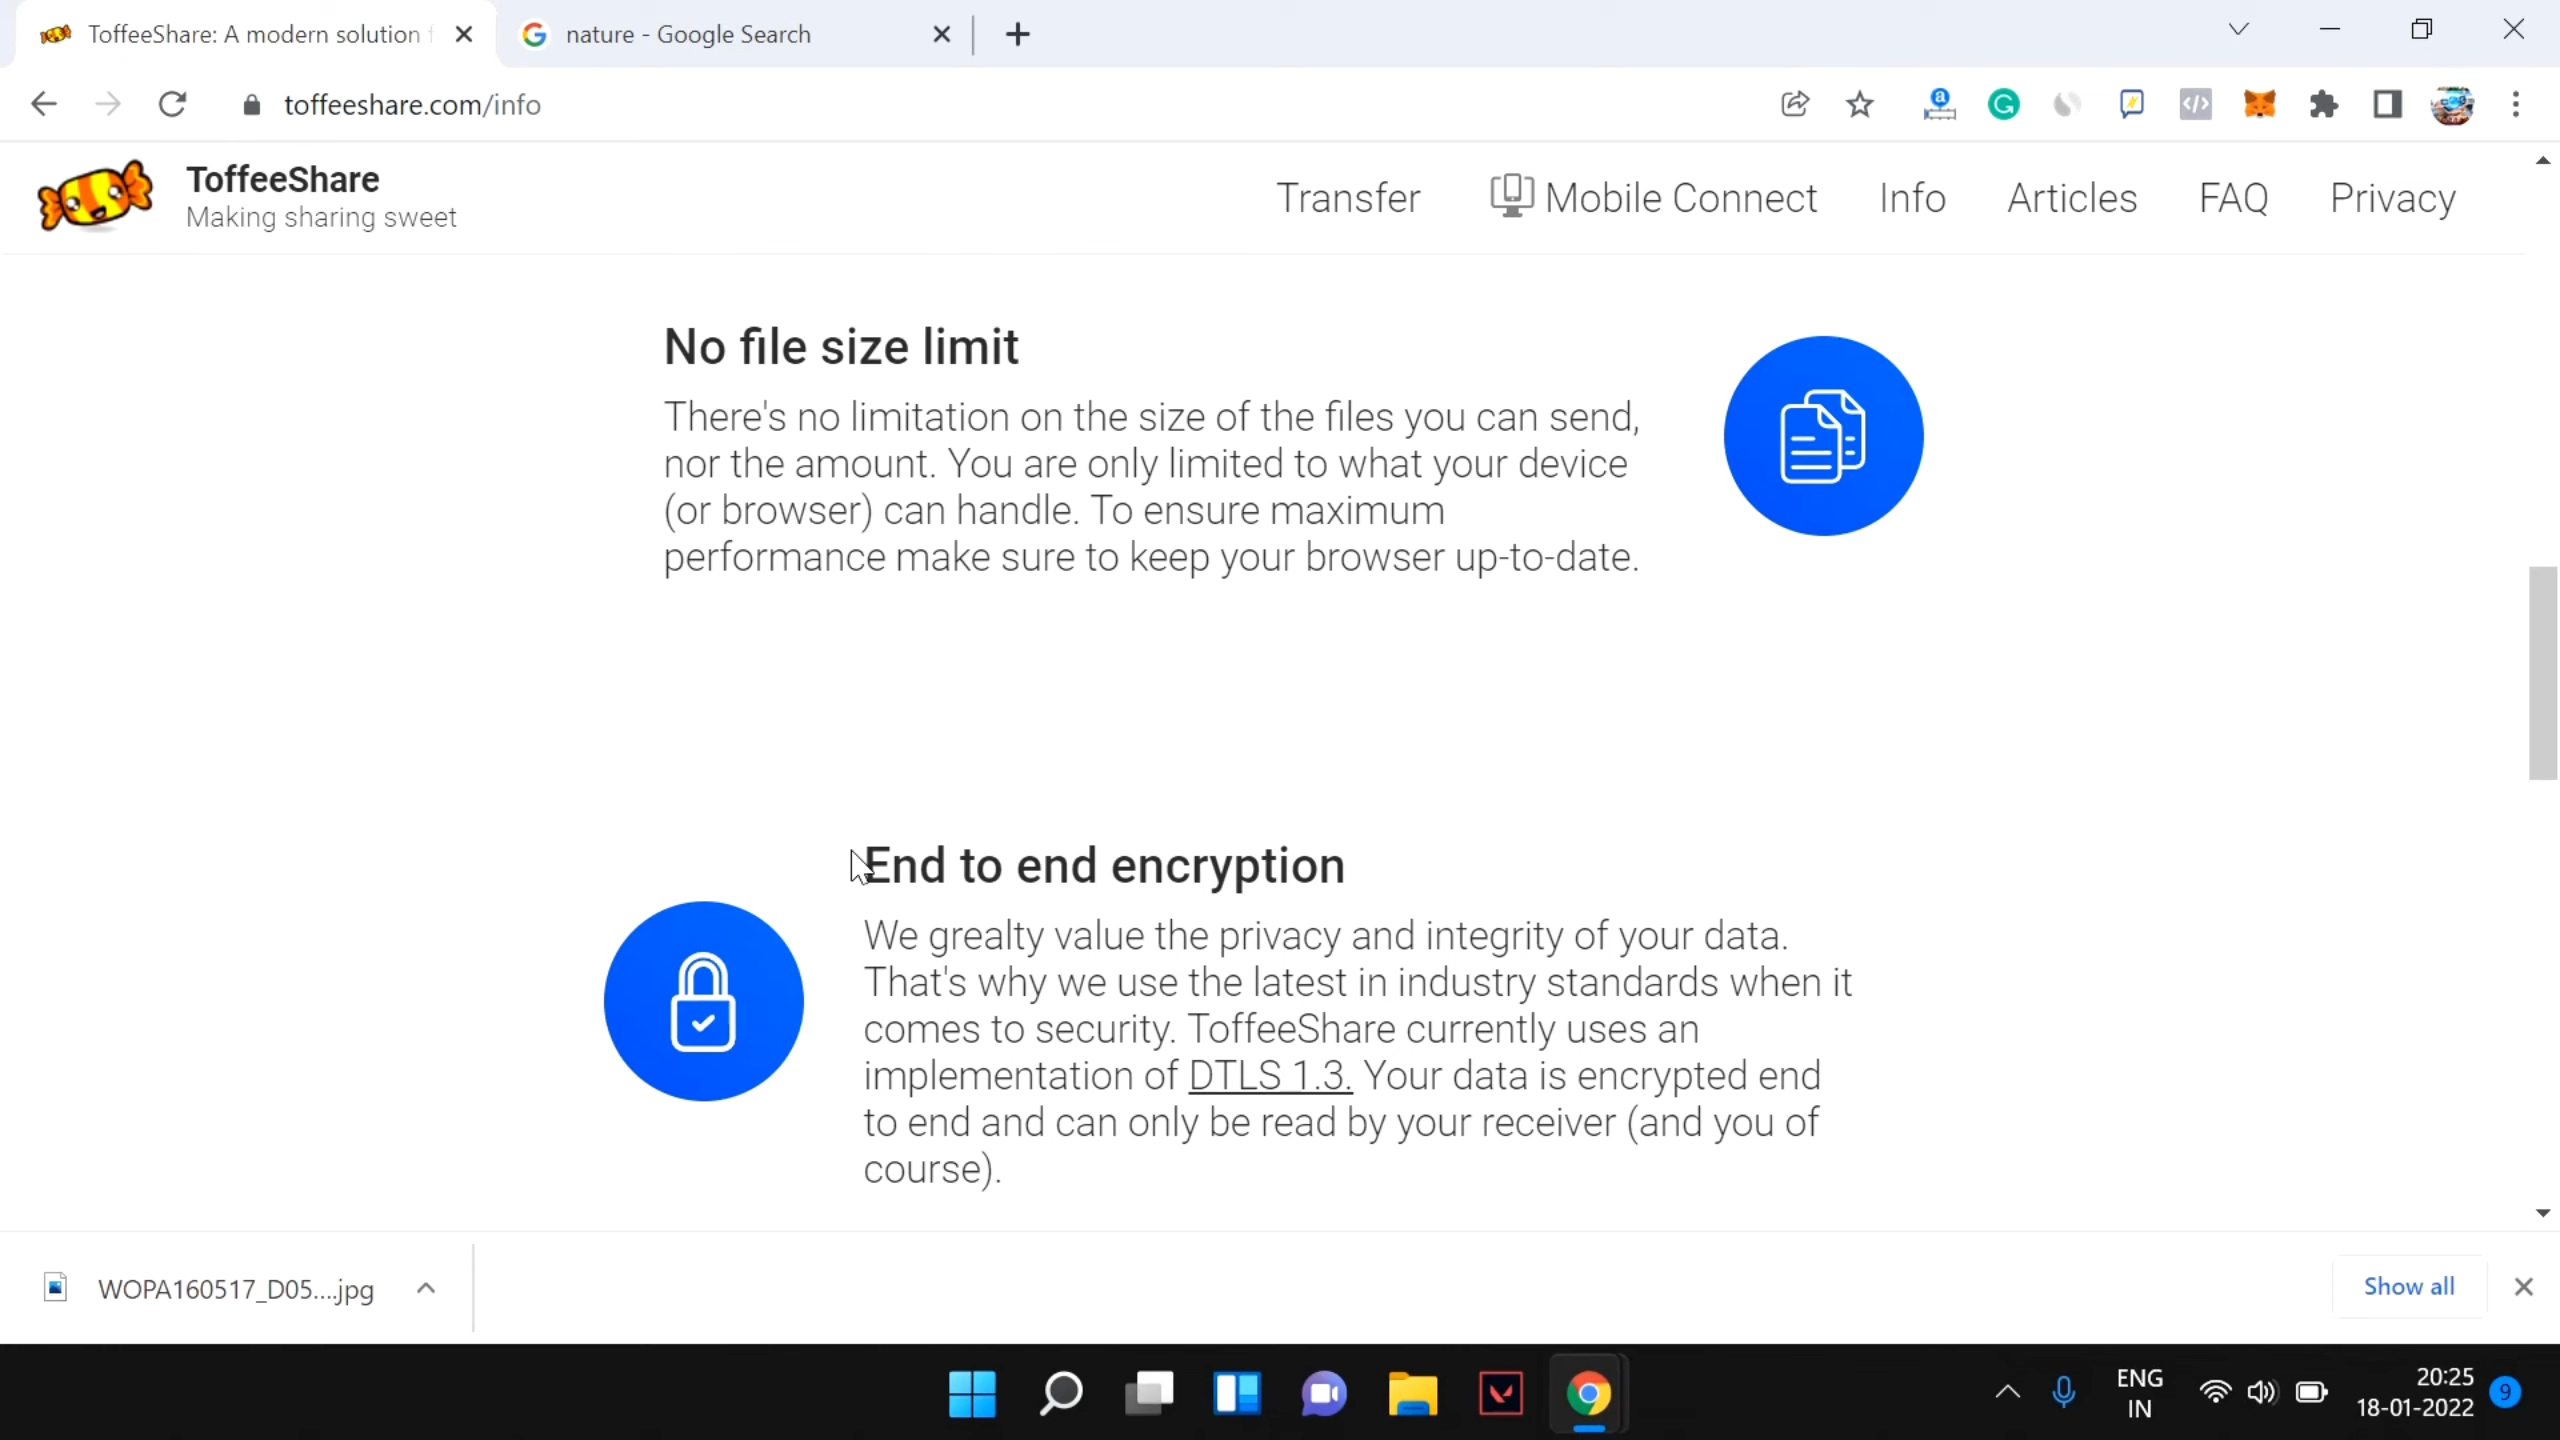 ToffeeShare: A modern solution f
nature - Google Search
toffeeshare.com/info
ToffeeShare
Making sharing sweet
Transfer
Mobile Connect
Info
Articles
FAQ
Privacy
No file size limit
There's no limitation on the size of the files you can send,
nor the amount. You are only limited to what your device
(or browser) can handle. To ensure maximum
performance make sure to keep your browser up-to-date.
End to end encryption
We grealty value the privacy and integrity of your data.
That's why we use the latest in industry standards when it
comes to security. ToffeeShare currently uses an
implementation of DTLS 1.3. Your data is encrypted end
to end and can only be read by your receiver (and you of
course).
WOPA160517_D05....jpg
Show all
ENG
IN
20:25
18-01-2022
9